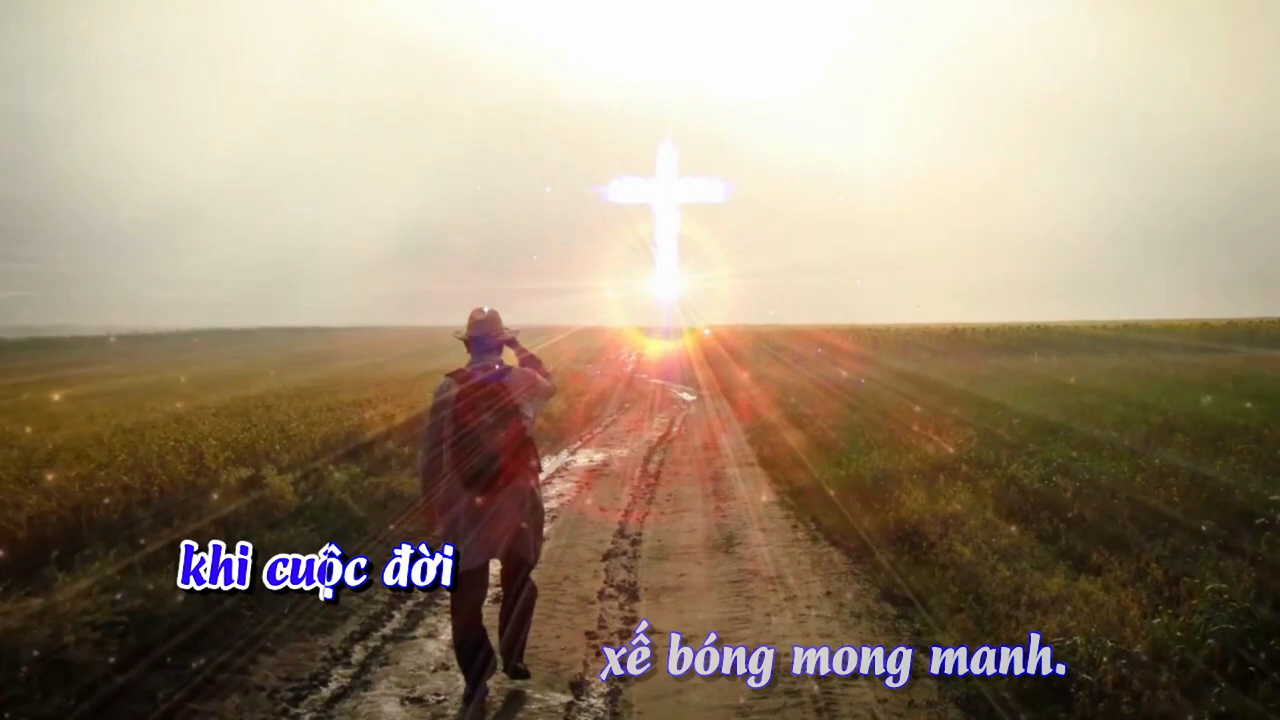 khi cuộc đời
xế bóng mong manh.